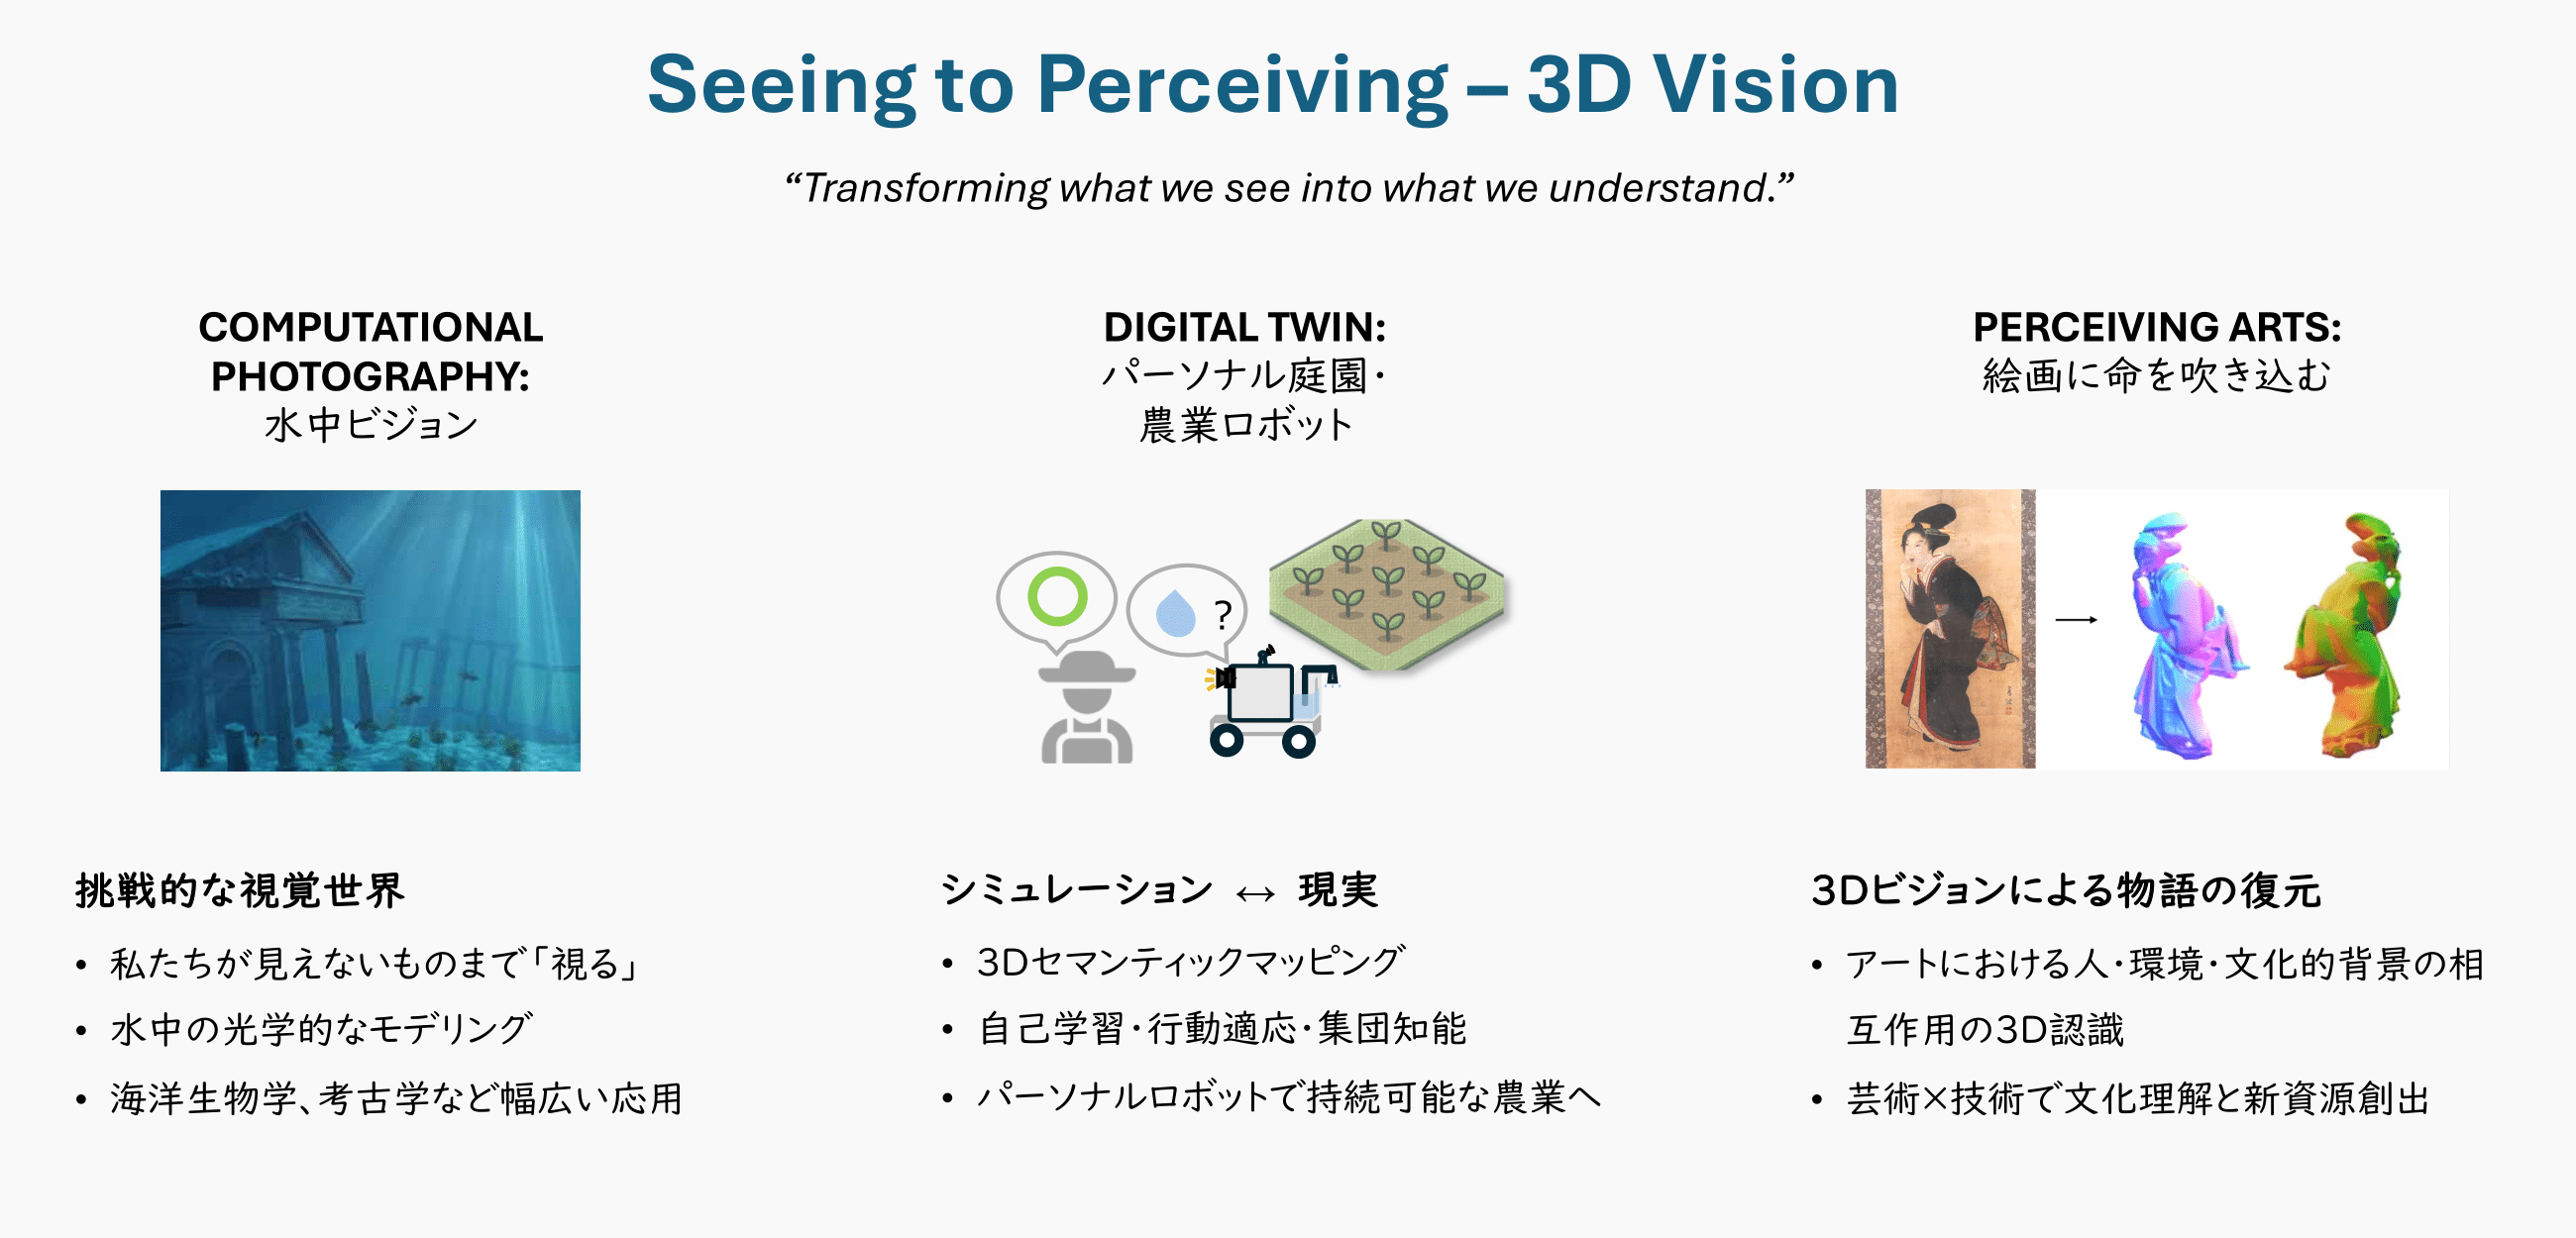 Seeing to Perceiving – 3D Vision
“Transforming what we see into what we understand.”
COMPUTATIONAL
PHOTOGRAPHY:
水中ビジョン
DIGITAL TWIN:
パーソナル庭園・
農業ロボット
PERCEIVING ARTS:
絵画に命を吹き込む
?
挑戦的な視覚世界
• 私たちが見えないものまで「視る」
• 水中の光学的なモデリング
• 海洋生物学、考古学など幅広い応用
シミュレーション ↔ 現実
• 3Dセマンティックマッピング
• 自己学習・行動適応・集団知能
• パーソナルロボットで持続可能な農業へ
3Dビジョンによる物語の復元
• アートにおける人・環境・文化的背景の相
互作用の3D認識
• 芸術×技術で文化理解と新資源創出